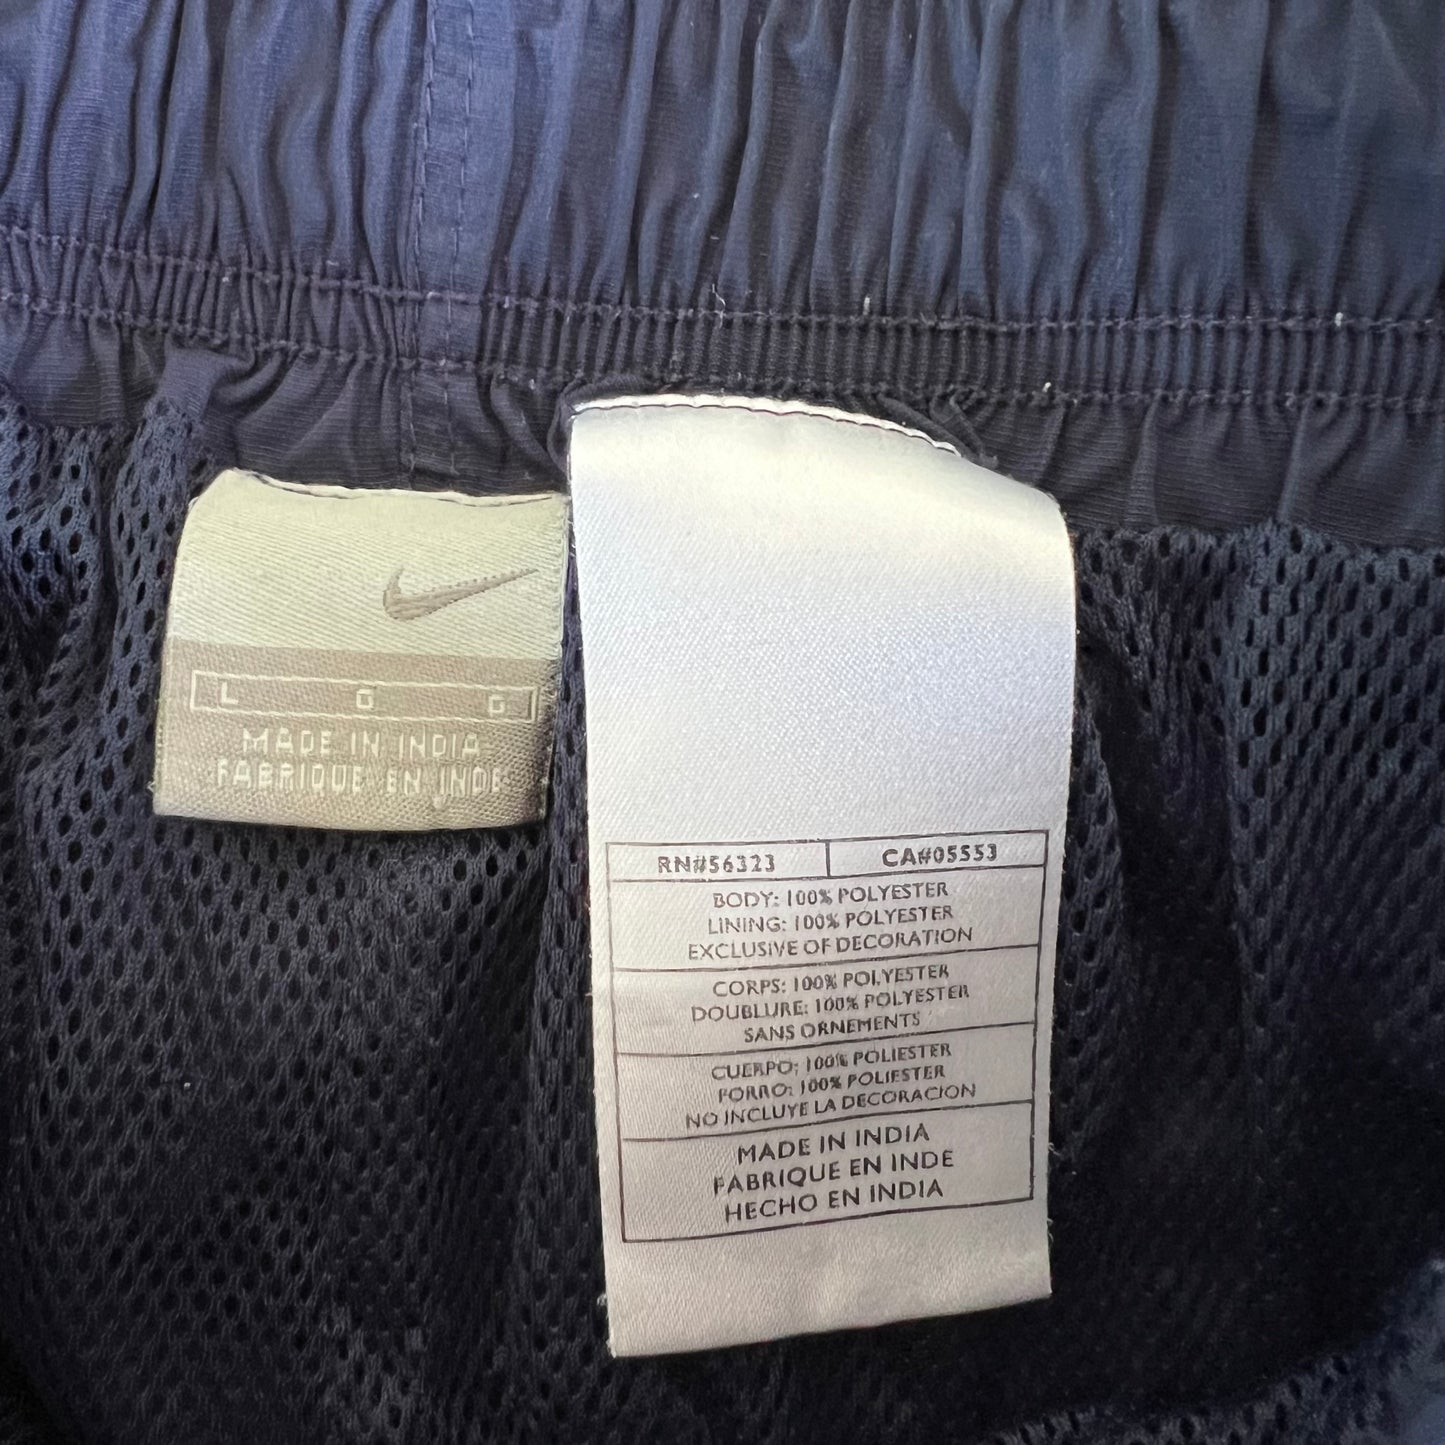 L G G
MADE IN INDIA
FABRIQUE EN INDE
RN#56323 CA#05553
BODY: 100% POLYESTER
LINING: 100% POLYESTER
EXCLUSIVE OF DECORATION
CORPS: 100% POLYESTER
DOUBLURE: 100% POLYESTER
SANS ORNEMENTS
CUERPO: 100% POLIESTER
FORRO: 100% POLIESTER
NO INCLUYE LA DECORACION
MADE IN INDIA
FABRIQUE EN INDE
HECHO EN INDIA